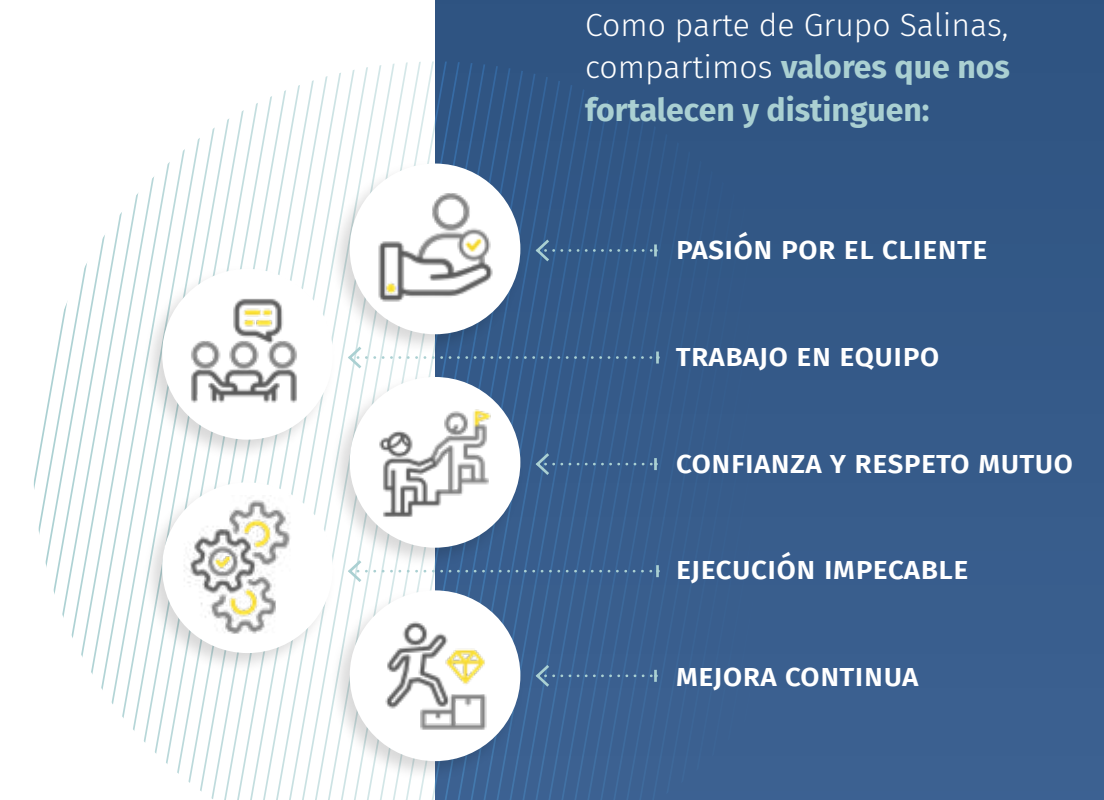 Como parte de Grupo Salinas,
compartimos valores que nos
fortalecen y distinguen:
PASIÓN POR EL CLIENTE
TRABAJO EN EQUIPO
CONFIANZA Y RESPETO MUTUO
EJECUCIÓN IMPECABLE
MEJORA CONTINUA